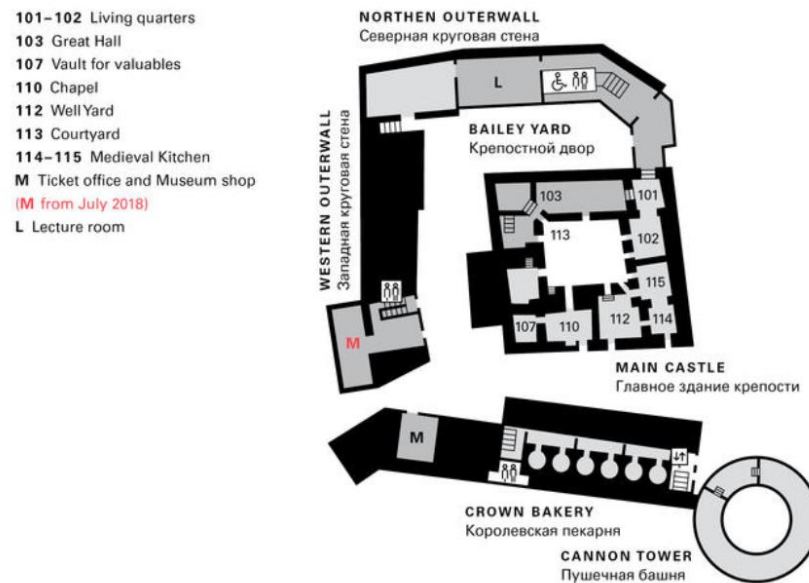 101–102 Living quarters
103 Great Hall
107 Vault for valuables
110 Chapel
112 Well Yard
113 Courtyard
114–115 Medieval Kitchen
M Ticket office and Museum shop
(M from July 2018)
L Lecture room
NORTHEN OUTERWALL
Северная круговая стена
L
WESTERN OUTERWALL
Западная круговая стена
BAILEY YARD
Крепостной двор
103
101
113
102
115
107
110
112
114
M
MAIN CASTLE
Главное здание крепости
M
CROWN BAKERY
Королевская пекарня
CANNON TOWER
Пушечная башня